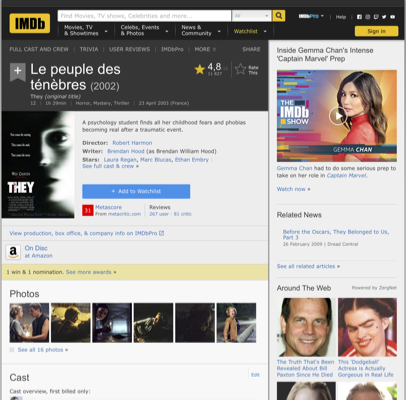 IMDb
Find Movies, TV shows, Celebrities and more...
All
IMDbPro
Help
Movies, TV
& Showtimes
Celebs, Events
& Photos
News &
Community
Watchlist
Sign in
FULL CAST AND CREW | TRIVIA | USER REVIEWS | IMDbPro | MORE
SHARE
Le peuple des
ténèbres (2002)
They (original title)
12 | 1h 29min | Horror, Mystery, Thriller | 23 April 2003 (France)
4,8
Rate
This
WES CRAVEN
THEY
A psychology student finds all her childhood fears and phobias
becoming real after a traumatic event.
Director: Robert Harmon
Writer: Brendan Hood (as Brendan William Hood)
Stars: Laura Regan, Marc Blucas, Ethan Embry
See full cast & crew »
+ Add to Watchlist
31
Metascore
From metacritic.com
Reviews
267 user | 81 critic
View production, box office, & company info on IMDbPro
On Disc
at Amazon
1 win & 1 nomination. See more awards »
Photos
See all 16 photos »
Cast
Edit
Cast overview, first billed only:
Inside Gemma Chan's Intense
'Captain Marvel' Prep
THE
IMDb
SHOW
GEMMA CHAN
Gemma Chan had to do some serious prep to
take on her role in Captain Marvel.
Watch now »
Related News
Before the Oscars, They Belonged to Us,
Part 3
26 February 2009 | Dread Central
See all related articles »
Around The Web
Powered by ZergNet
The Truth That's Been
Revealed About Bill
Paxton Since He Died
This 'Dodgeball'
Actress is Actually
Gorgeous in Real Life